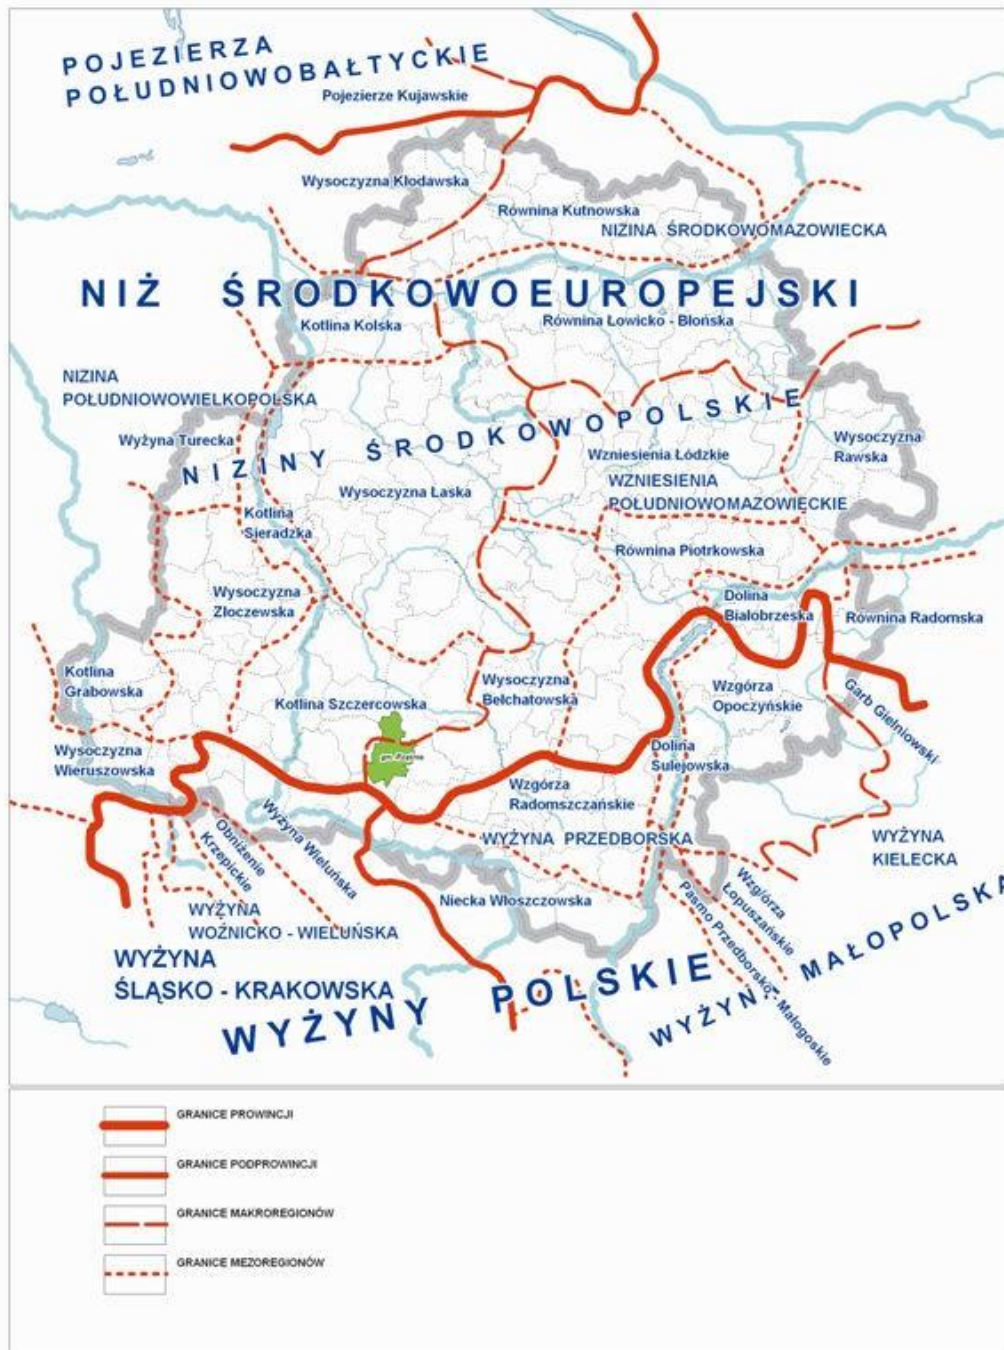 POJEZIERZA
POŁUDNIOWOBAŁTYCKIE
Pojezierze Kujawskie
Wysoczyzna Kłodawska
Równina Kutnowska
NIZINA ŚRODKOWOMAZOWIECKA
NIŻ ŚRODKOWOEUROPEJSKI
Kotlina Kolska
Równina Łowicko - Błońska
NIZINA
POŁUDNIOWOWIELKOPOLSKA
NIZINY ŚRODKOWOPOLSKIE
Wyżyna Turecka
Wysoczyzna
Rawska
Wzniesienia Łódzkie
WZNIESIENIA
POŁUDNIOWOMAZOWIECKIE
Wysoczyzna Łaska
Kotlina
Sieradzka
Równina Piotrkowska
Wysoczyzna
Złoczewska
Dolina
Białobrzeska
Równina Radomska
Kotlina
Grabowska
Wysoczyzna
Bełchatowska
Kotlina Szczercowska
Wzgórza
Opoczyńskie
Garb Gielniowski
Wysoczyzna
Wieruszowska
Dolina
Sulejowska
Wzgórza
Radomszczańskie
Wyżyna Wieluńska
Obniżenie
Krzepickie
WYŻYNA PRZEDBORSKA
WYŻYNA
KIELECKA
Niecka Włoszczowska
Wzgórza
Łopuszańskie
Pasmo Przedborsko - Małogoskie
WYŻYNA
WOŹNICKO - WIELUŃSKA
WYŻYNA
ŚLĄSKO - KRAKOWSKA
WYŻYNY POLSKIE
WYŻYNA MAŁOPOLSKA
GRANICE PROWINCJI
GRANICE PODPROWINCJI
GRANICE MAKROREGIONÓW
GRANICE MEZOREGIONÓW